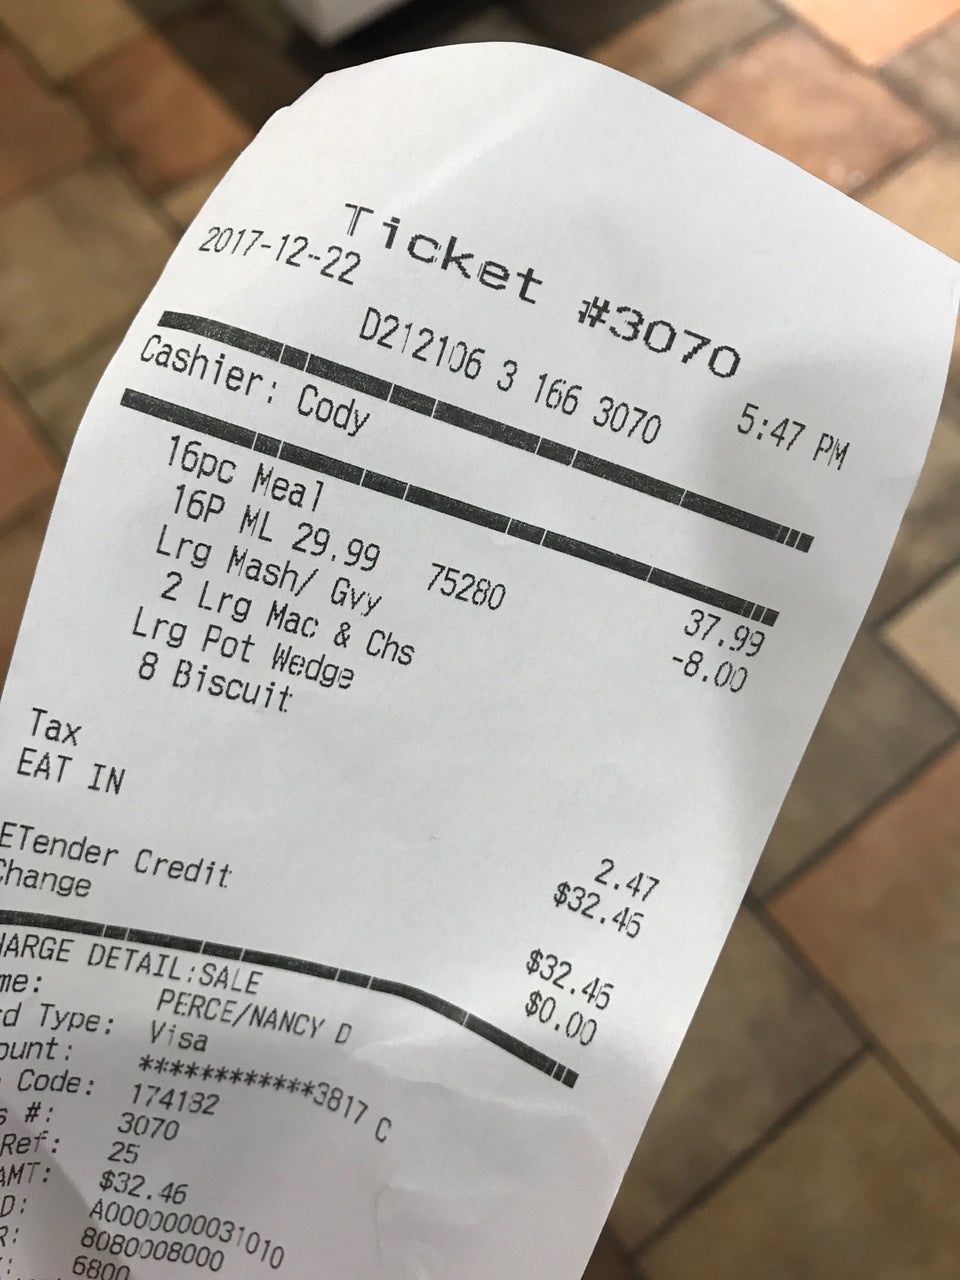 Ticket #3070
2017-12-22 5:47 PM
D212106 3 166 3070
Cashier: Cody
16pc Meal 37.99
16P ML 29.99 75280 -8.00
Lrg Mash/ Gvy
2 Lrg Mac & Chs
Lrg Pot Wedge
8 Biscuit
Tax 2.47
EAT IN $32.46
ETender Credit $32.46
Change $0.00
HARGE DETAIL:SALE
me: PERCE/NANCY D
d Type: Visa
ount: ************3817 C
Code: 174182
s #: 3070
Ref: 25
AMT: $32.46
D: A0000000031010
R: 8080008000
: 6800